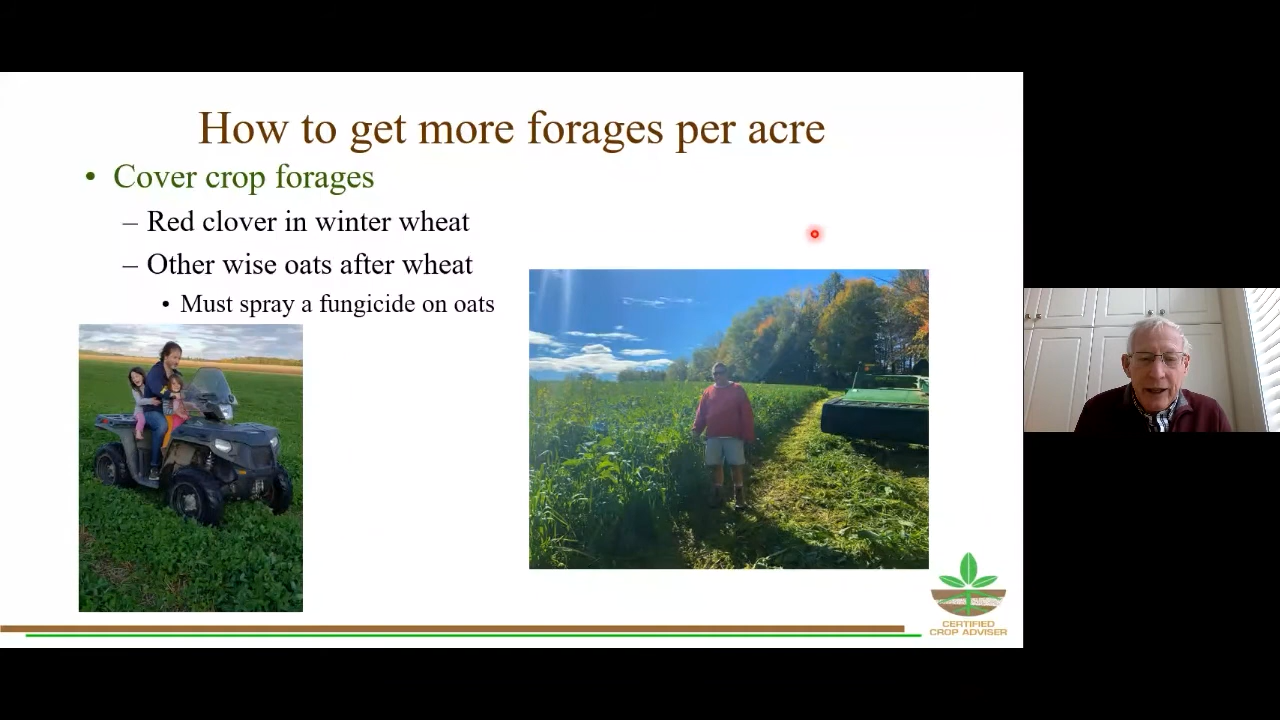 How to get more forages per acre
• Cover crop forages
– Red clover in winter wheat
– Other wise oats after wheat
• Must spray a fungicide on oats
CERTIFIED
CROP ADVISER